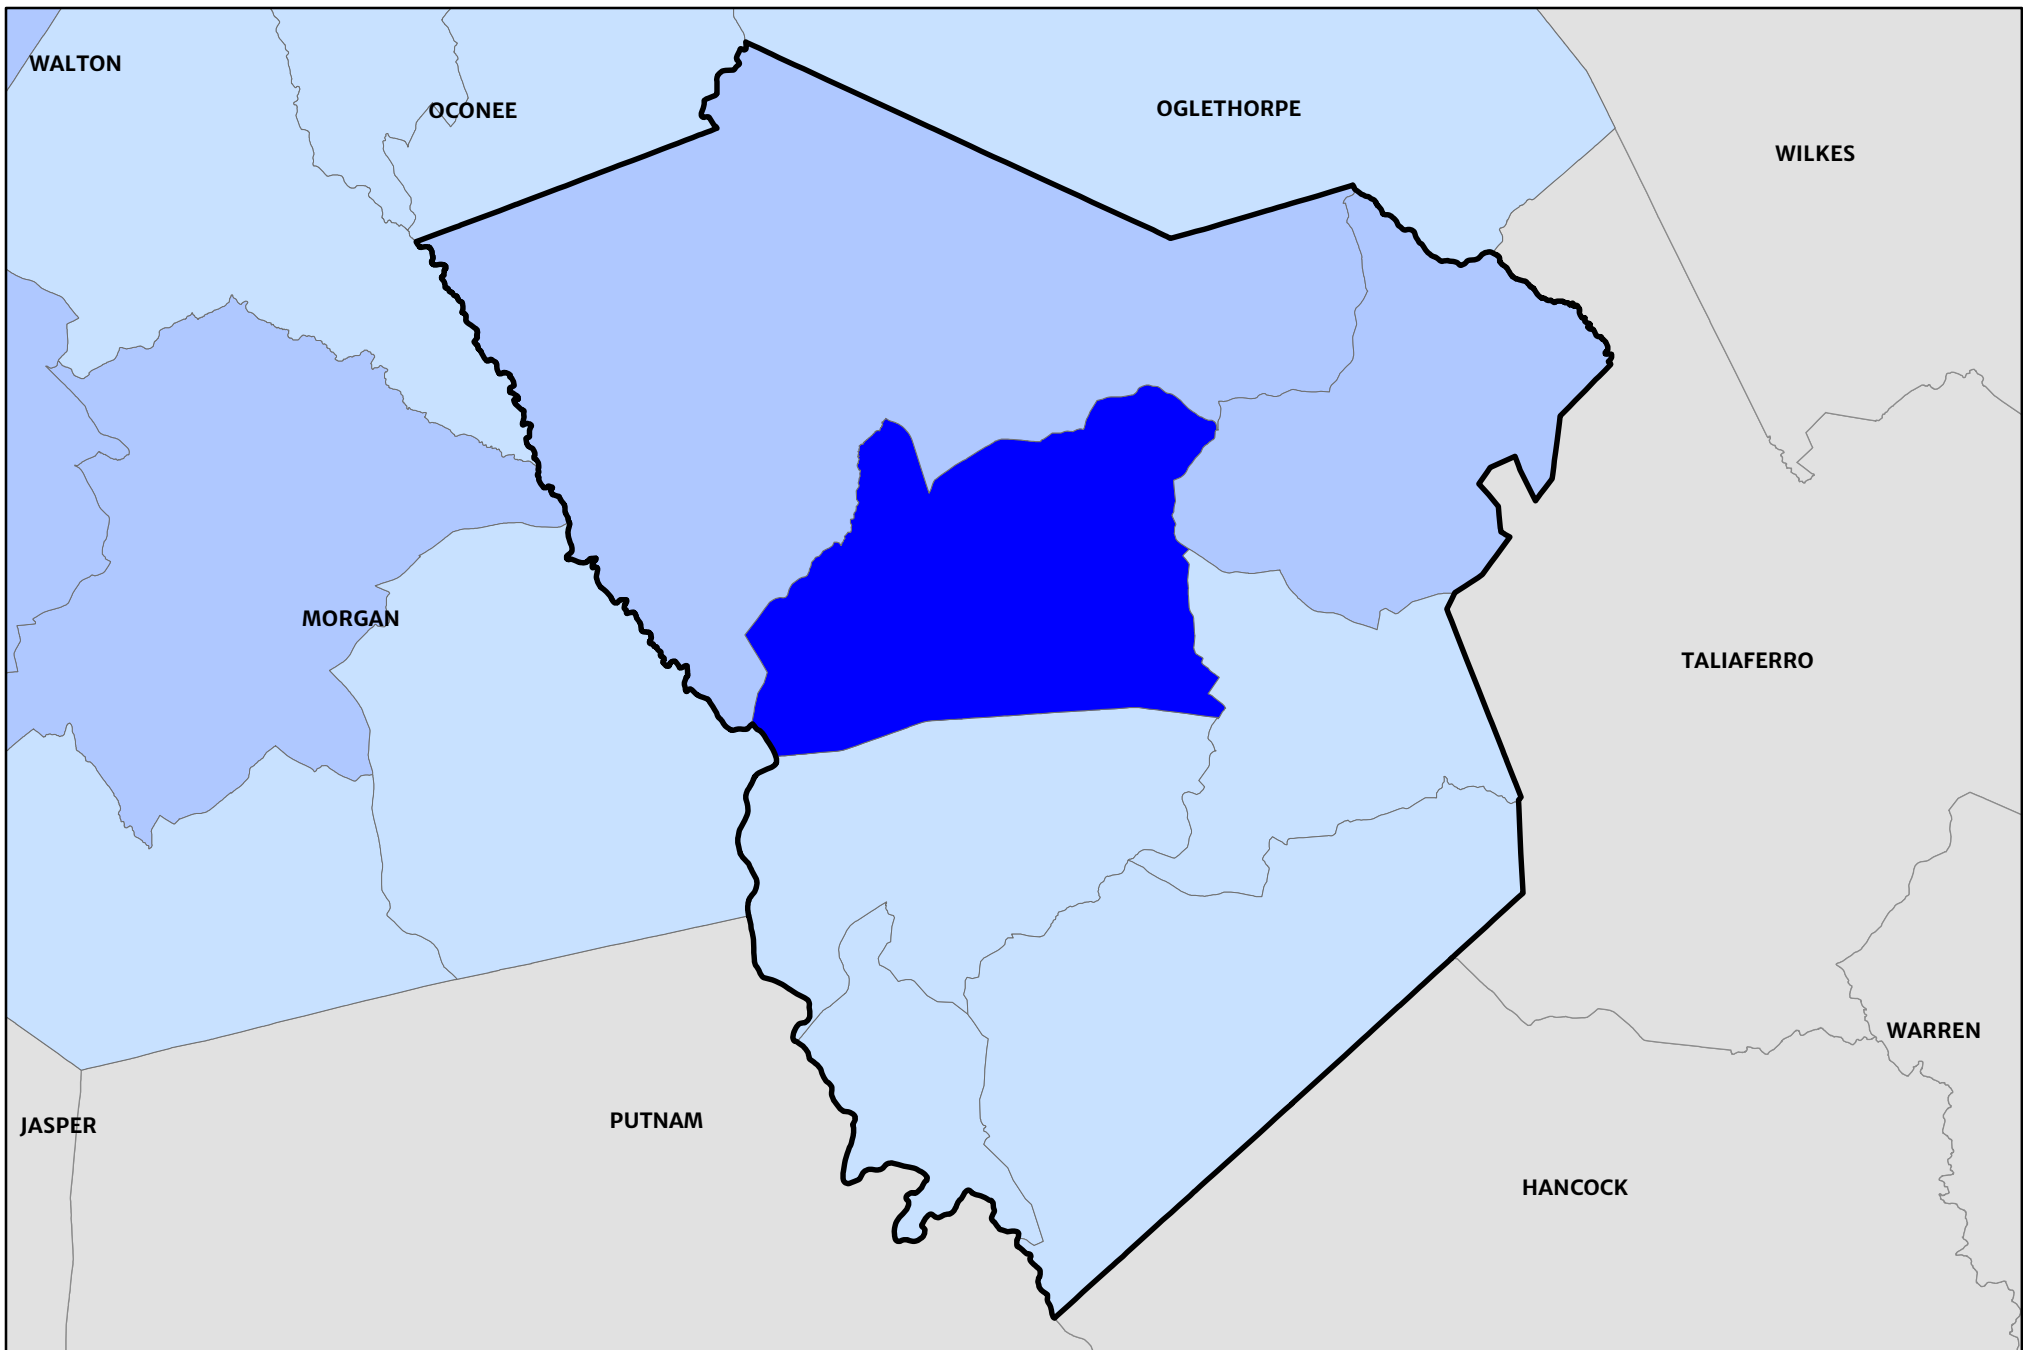 WALTON
OCONEE
OGLETHORPE
WILKES
MORGAN
TALIAFERRO
WARREN
JASPER
PUTNAM
HANCOCK